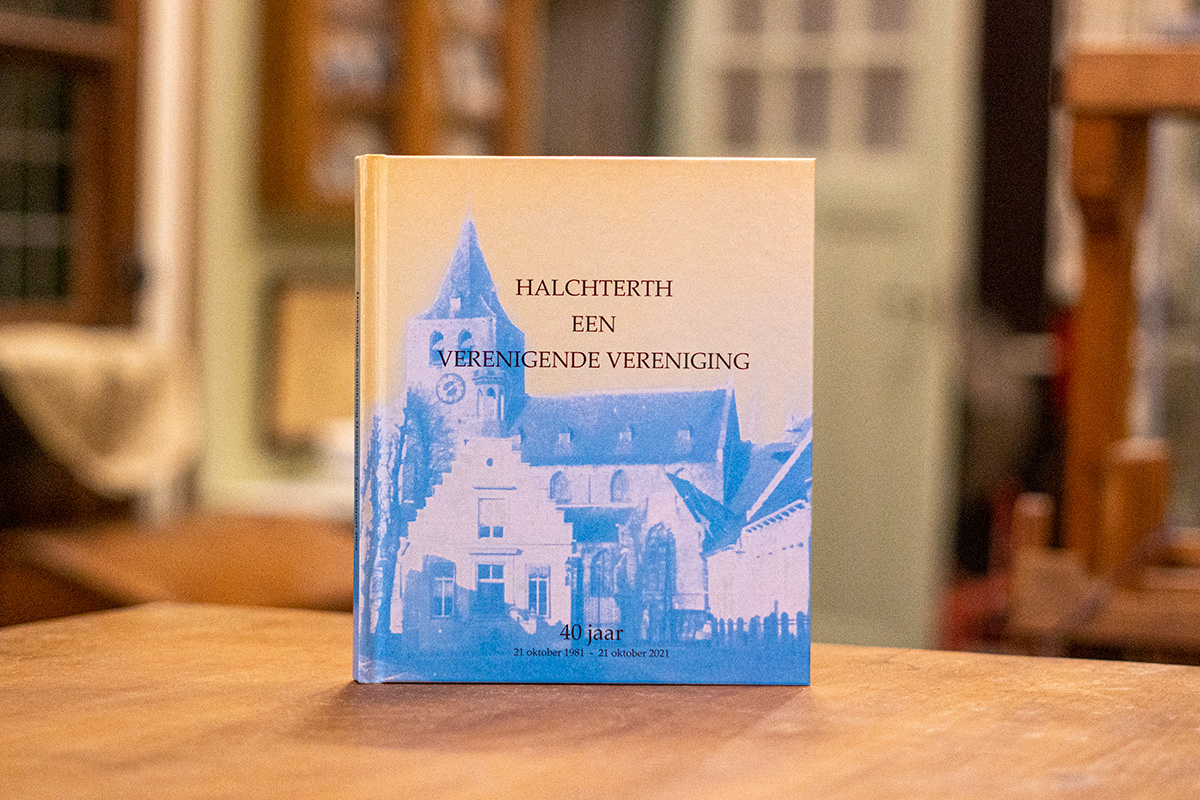 HALCHTERTH
EEN
VERENIGENDE VERENIGING
40 jaar
21 oktober 1981 - 21 oktober 2021